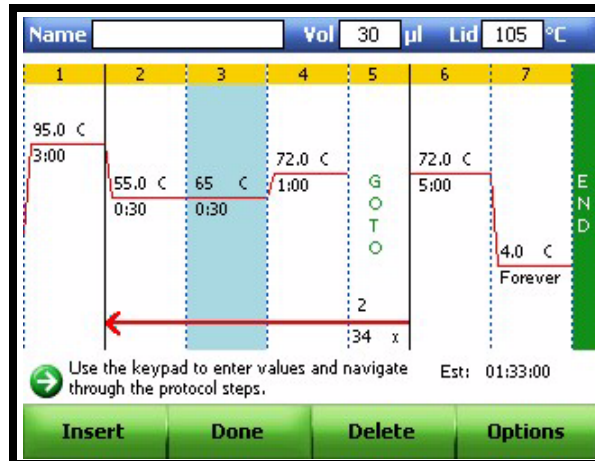 Name Vol 30 µl Lid 105 °C
1 2 3 4 5 6 7
95.0 C
3:00
55.0 C
0:30
65 C
0:30
72.0 C
1:00
GOTO
2
34 x
72.0 C
5:00
4.0 C
Forever
END
Use the keypad to enter values and navigate
through the protocol steps.
Est: 01:33:00
Insert Done Delete Options